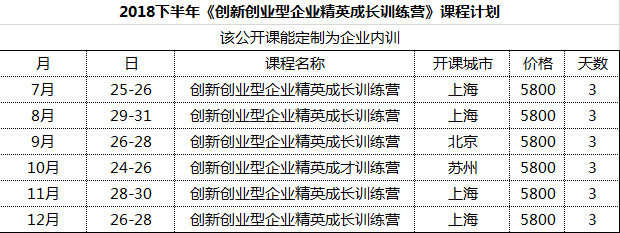 2018下半年《创新创业型企业精英成长训练营》课程计划
该公开课能定制为企业内训
月 日 课程名称 开课城市 价格 天数
7月 25-26 创新创业型企业精英成长训练营 上海 5800 3
8月 29-31 创新创业型企业精英成长训练营 上海 5800 3
9月 26-28 创新创业型企业精英成长训练营 北京 5800 3
10月 24-26 创新创业型企业精英成才训练营 苏州 5800 3
11月 28-30 创新创业型企业精英成长训练营 上海 5800 3
12月 26-28 创新创业型企业精英成长训练营 上海 5800 3